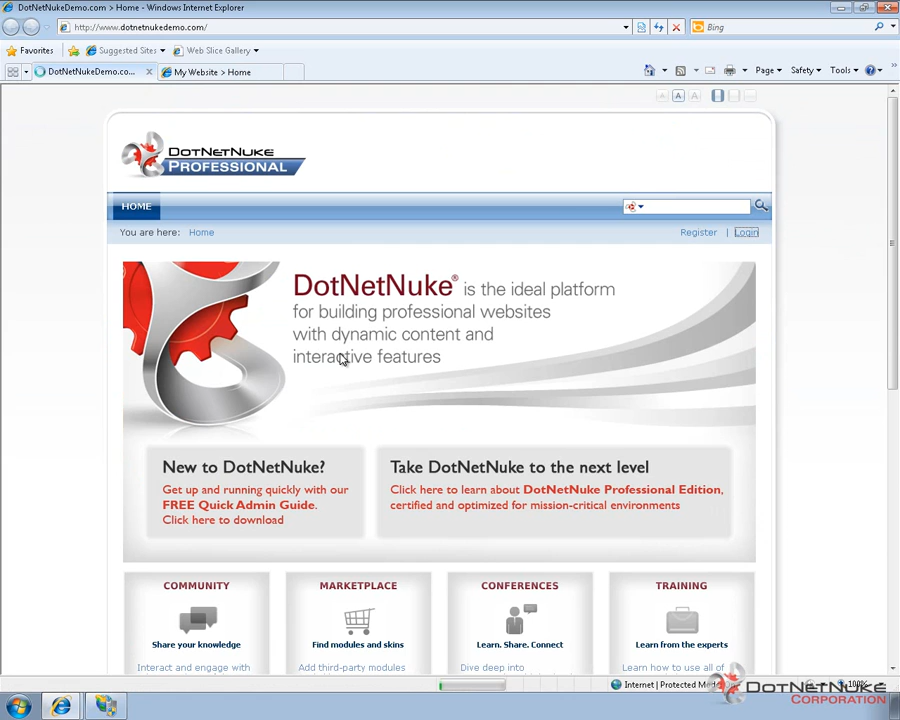 DotNetNukeDemo.com > Home - Windows Internet Explorer
http://www.dotnetnukedemo.com/
Bing
Favorites
Suggested Sites
Web Slice Gallery
DotNetNukeDemo.co...
My Website > Home
Page
Safety
Tools
A
A
A
DOTNETNUKE
PROFESSIONAL
HOME
You are here: Home
Register | Login
DotNetNuke® is the ideal platform
for building professional websites
with dynamic content and
interactive features
New to DotNetNuke?
Get up and running quickly with our
FREE Quick Admin Guide.
Click here to download
Take DotNetNuke to the next level
Click here to learn about DotNetNuke Professional Edition,
certified and optimized for mission-critical environments
COMMUNITY
Share your knowledge
Interact and engage with
MARKETPLACE
Find modules and skins
Add third-party modules
CONFERENCES
Learn. Share. Connect
Dive deep into
TRAINING
Learn from the experts
Learn how to use all of
Internet | Protected Mode:
100%
DOTNETNUKE
CORPORATION